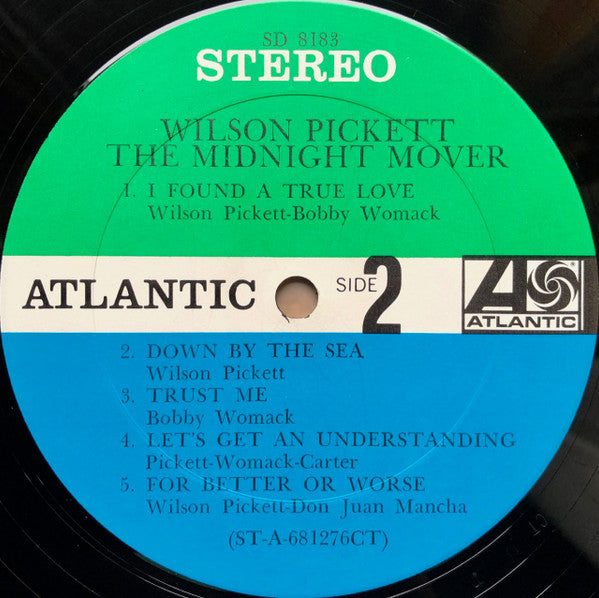 SD 8183
STEREO
WILSON PICKETT
THE MIDNIGHT MOVER
1. I FOUND A TRUE LOVE
Wilson Pickett-Bobby Womack
ATLANTIC
SIDE 2
ATLANTIC
2. DOWN BY THE SEA
Wilson Pickett
3. TRUST ME
Bobby Womack
4. LET'S GET AN UNDERSTANDING
Pickett-Womack-Carter
5. FOR BETTER OR WORSE
Wilson Pickett-Don Juan Mancha
(ST-A-681276CT)